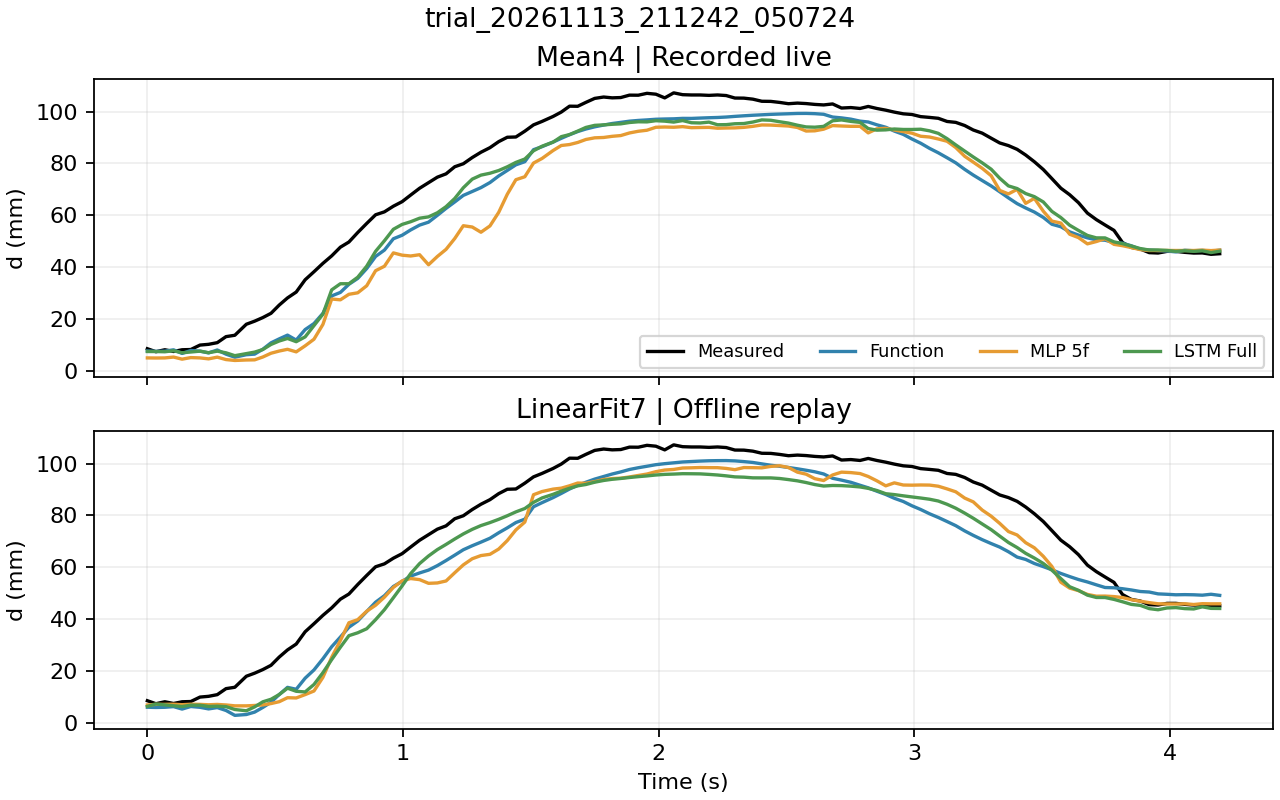 trial_20261113_211242_050724
Mean4 | Recorded live
d (mm)
100
80
60
40
20
0
Measured
Function
MLP 5f
LSTM Full
LinearFit7 | Offline replay
d (mm)
100
80
60
40
20
0
0
1
2
3
4
Time (s)